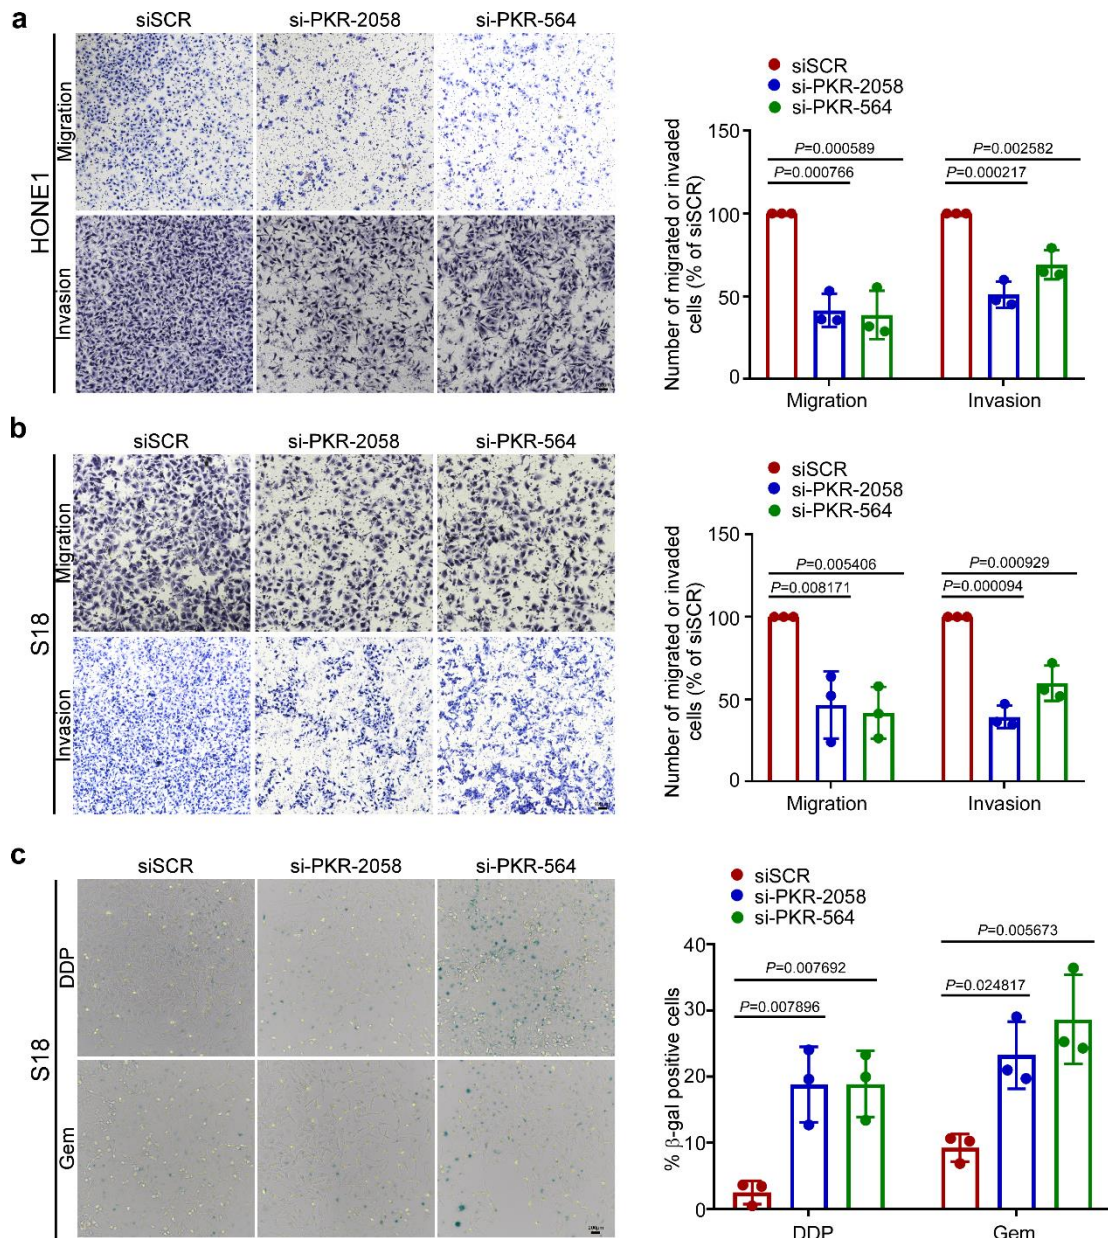 a
siSCR si-PKR-2058 si-PKR-564
HONE1
Migration
Invasion
siSCR
si-PKR-2058
si-PKR-564
Number of migrated or invaded
cells (% of siSCR)
150
100
50
0
P=0.000589
P=0.000766
P=0.002582
P=0.000217
Migration Invasion
b
siSCR si-PKR-2058 si-PKR-564
S18
Migration
Invasion
siSCR
si-PKR-2058
si-PKR-564
Number of migrated or invaded
cells (% of siSCR)
150
100
50
0
P=0.005406
P=0.008171
P=0.000929
P=0.000094
Migration Invasion
c
siSCR si-PKR-2058 si-PKR-564
S18
DDP
Gem
siSCR
si-PKR-2058
si-PKR-564
% β-gal positive cells
40
30
20
10
0
P=0.007692
P=0.007896
P=0.005673
P=0.024817
DDP Gem